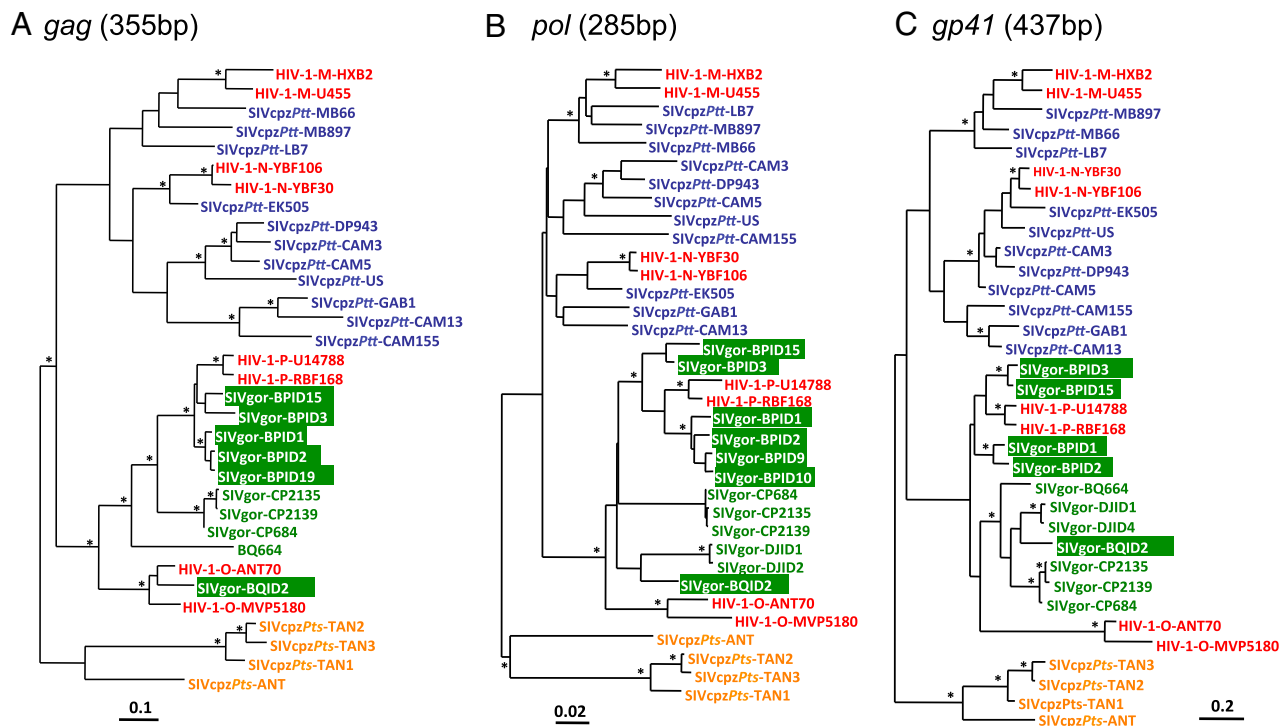 A gag (355bp)
HIV-1-M-HXB2
HIV-1-M-U455
SIVcpzPtt-MB66
SIVcpzPtt-MB897
SIVcpzPtt-LB7
HIV-1-N-YBF106
HIV-1-N-YBF30
SIVcpzPtt-EK505
SIVcpzPtt-DP943
SIVcpzPtt-CAM3
SIVcpzPtt-CAM5
SIVcpzPtt-US
SIVcpzPtt-GAB1
SIVcpzPtt-CAM13
SIVcpzPtt-CAM155
HIV-1-P-U14788
HIV-1-P-RBF168
SIVgor-BPID15
SIVgor-BPID3
SIVgor-BPID1
SIVgor-BPID2
SIVgor-BPID19
SIVgor-CP2135
SIVgor-CP2139
SIVgor-CP684
BQ664
HIV-1-O-ANT70
SIVgor-BQID2
HIV-1-O-MVP5180
SIVcpzPts-TAN2
SIVcpzPts-TAN3
SIVcpzPts-TAN1
SIVcpzPts-ANT
0.1
B pol (285bp)
HIV-1-M-HXB2
HIV-1-M-U455
SIVcpzPtt-LB7
SIVcpzPtt-MB897
SIVcpzPtt-MB66
SIVcpzPtt-CAM3
SIVcpzPtt-DP943
SIVcpzPtt-CAM5
SIVcpzPtt-US
SIVcpzPtt-CAM155
HIV-1-N-YBF30
HIV-1-N-YBF106
SIVcpzPtt-EK505
SIVcpzPtt-GAB1
SIVcpzPtt-CAM13
SIVgor-BPID15
SIVgor-BPID3
HIV-1-P-U14788
HIV-1-P-RBF168
SIVgor-BPID1
SIVgor-BPID2
SIVgor-BPID9
SIVgor-BPID10
SIVgor-CP684
SIVgor-CP2135
SIVgor-CP2139
SIVgor-DJID1
SIVgor-DJID2
SIVgor-BQID2
HIV-1-O-ANT70
HIV-1-O-MVP5180
SIVcpzPts-ANT
SIVcpzPts-TAN2
SIVcpzPts-TAN3
SIVcpzPts-TAN1
0.02
C gp41 (437bp)
HIV-1-M-HXB2
HIV-1-M-U455
SIVcpzPtt-MB897
SIVcpzPtt-MB66
SIVcpzPtt-LB7
HIV-1-N-YBF30
HIV-1-N-YBF106
SIVcpzPtt-EK505
SIVcpzPtt-US
SIVcpzPtt-CAM3
SIVcpzPtt-DP943
SIVcpzPtt-CAM5
SIVcpzPtt-CAM155
SIVcpzPtt-GAB1
SIVcpzPtt-CAM13
SIVgor-BPID3
SIVgor-BPID15
HIV-1-P-U14788
HIV-1-P-RBF168
SIVgor-BPID1
SIVgor-BPID2
SIVgor-BQ664
SIVgor-DJID1
SIVgor-DJID4
SIVgor-BQID2
SIVgor-CP2135
SIVgor-CP2139
SIVgor-CP684
HIV-1-O-ANT70
HIV-1-O-MVP5180
SIVcpzPts-TAN3
SIVcpzPts-TAN2
SIVcpzPts-TAN1
SIVcpzPts-ANT
0.2